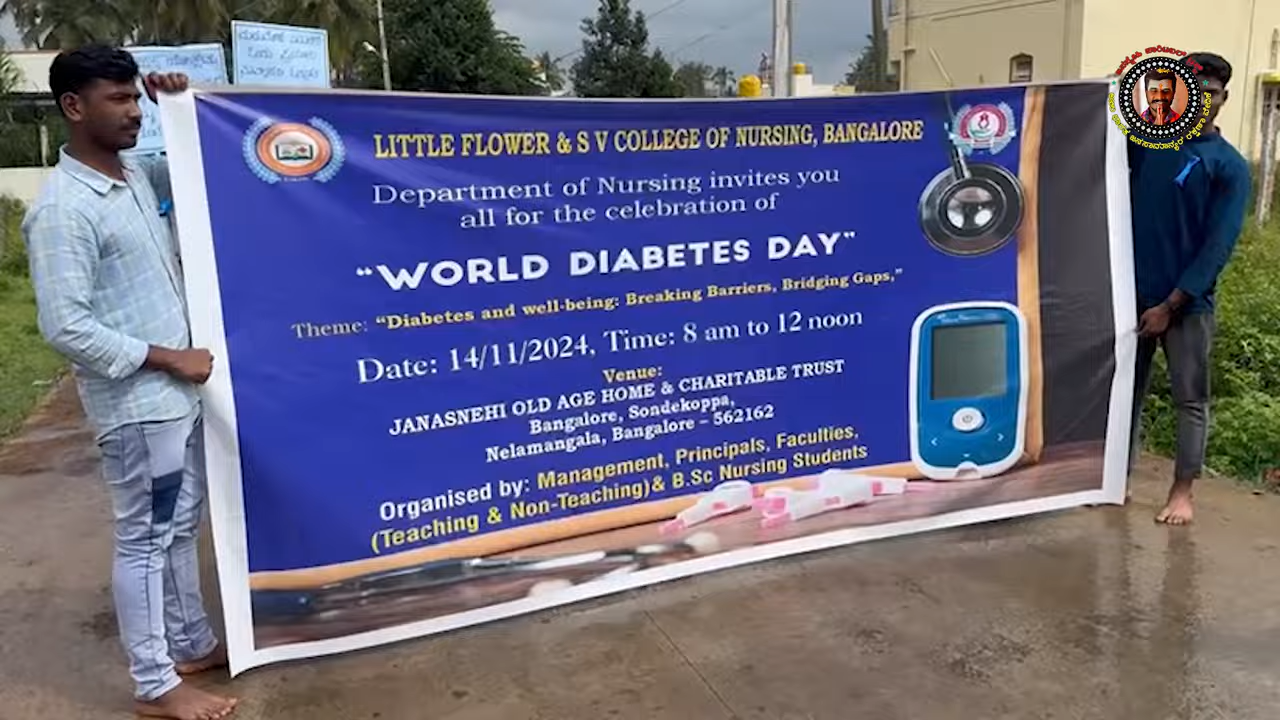 ಮಧುಮೇಹ ಬಂದರೆ
LITTLE FLOWER & S V COLLEGE OF NURSING, BANGALORE
Department of Nursing invites you
all for the celebration of
“WORLD DIABETES DAY”
Theme: “Diabetes and well-being: Breaking Barriers, Bridging Gaps,”
Date: 14/11/2024, Time: 8 am to 12 noon
Venue:
JANASNEHI OLD AGE HOME & CHARITABLE TRUST
Bangalore, Sondekoppa,
Nelamangala, Bangalore – 562162
Organised by: Management, Principals, Faculties,
(Teaching & Non-Teaching)& B.Sc Nursing Students